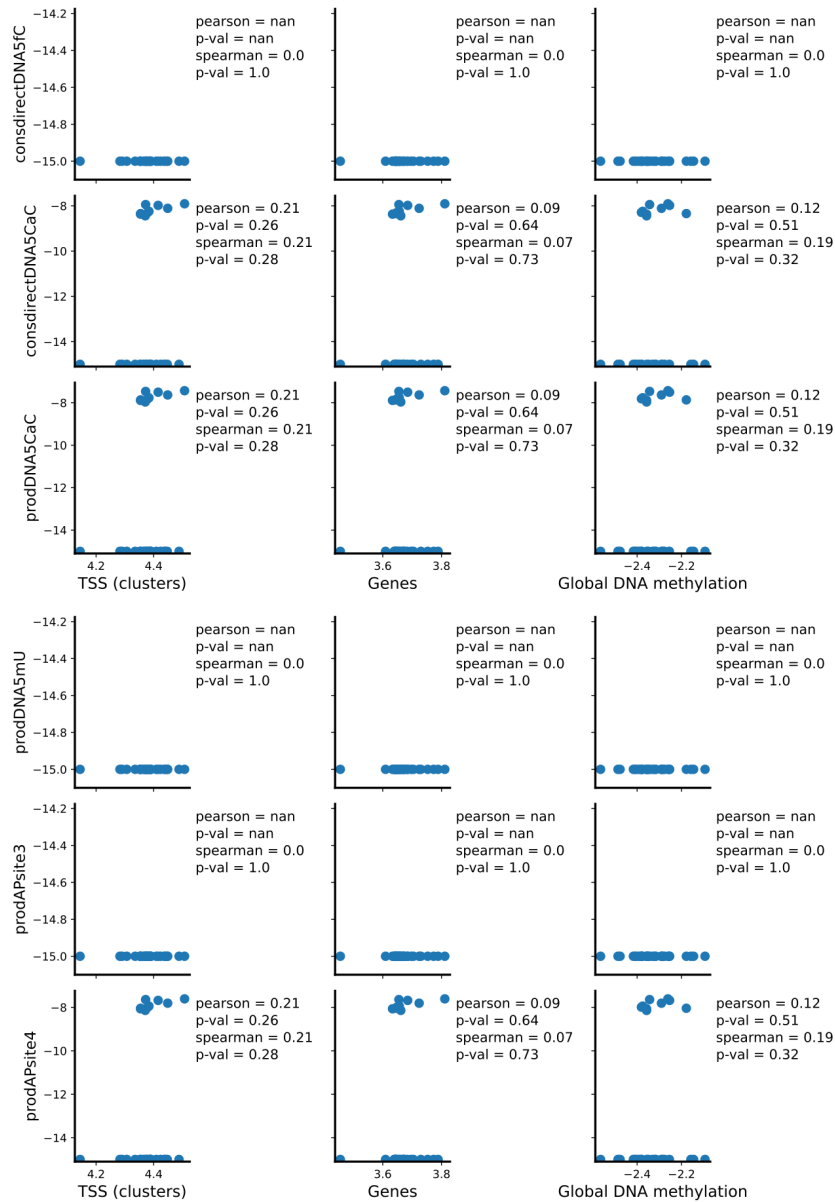 −14.2
−14.4
−14.6
−14.8
−15.0
consdirectDNA5fC
pearson = nan
p-val = nan
spearman = 0.0
p-val = 1.0
pearson = nan
p-val = nan
spearman = 0.0
p-val = 1.0
pearson = nan
p-val = nan
spearman = 0.0
p-val = 1.0
−8
−10
−12
−14
consdirectDNA5CaC
pearson = 0.21
p-val = 0.26
spearman = 0.21
p-val = 0.28
pearson = 0.09
p-val = 0.64
spearman = 0.07
p-val = 0.73
pearson = 0.12
p-val = 0.51
spearman = 0.19
p-val = 0.32
−8
−10
−12
−14
prodDNA5CaC
pearson = 0.21
p-val = 0.26
spearman = 0.21
p-val = 0.28
pearson = 0.09
p-val = 0.64
spearman = 0.07
p-val = 0.73
pearson = 0.12
p-val = 0.51
spearman = 0.19
p-val = 0.32
4.2 4.4
TSS (clusters)
3.6 3.8
Genes
−2.4 −2.2
Global DNA methylation
−14.2
−14.4
−14.6
−14.8
−15.0
prodDNA5mU
pearson = nan
p-val = nan
spearman = 0.0
p-val = 1.0
pearson = nan
p-val = nan
spearman = 0.0
p-val = 1.0
pearson = nan
p-val = nan
spearman = 0.0
p-val = 1.0
−14.2
−14.4
−14.6
−14.8
−15.0
prodAPsite3
pearson = nan
p-val = nan
spearman = 0.0
p-val = 1.0
pearson = nan
p-val = nan
spearman = 0.0
p-val = 1.0
pearson = nan
p-val = nan
spearman = 0.0
p-val = 1.0
−8
−10
−12
−14
prodAPsite4
pearson = 0.21
p-val = 0.26
spearman = 0.21
p-val = 0.28
pearson = 0.09
p-val = 0.64
spearman = 0.07
p-val = 0.73
pearson = 0.12
p-val = 0.51
spearman = 0.19
p-val = 0.32
4.2 4.4
TSS (clusters)
3.6 3.8
Genes
−2.4 −2.2
Global DNA methylation